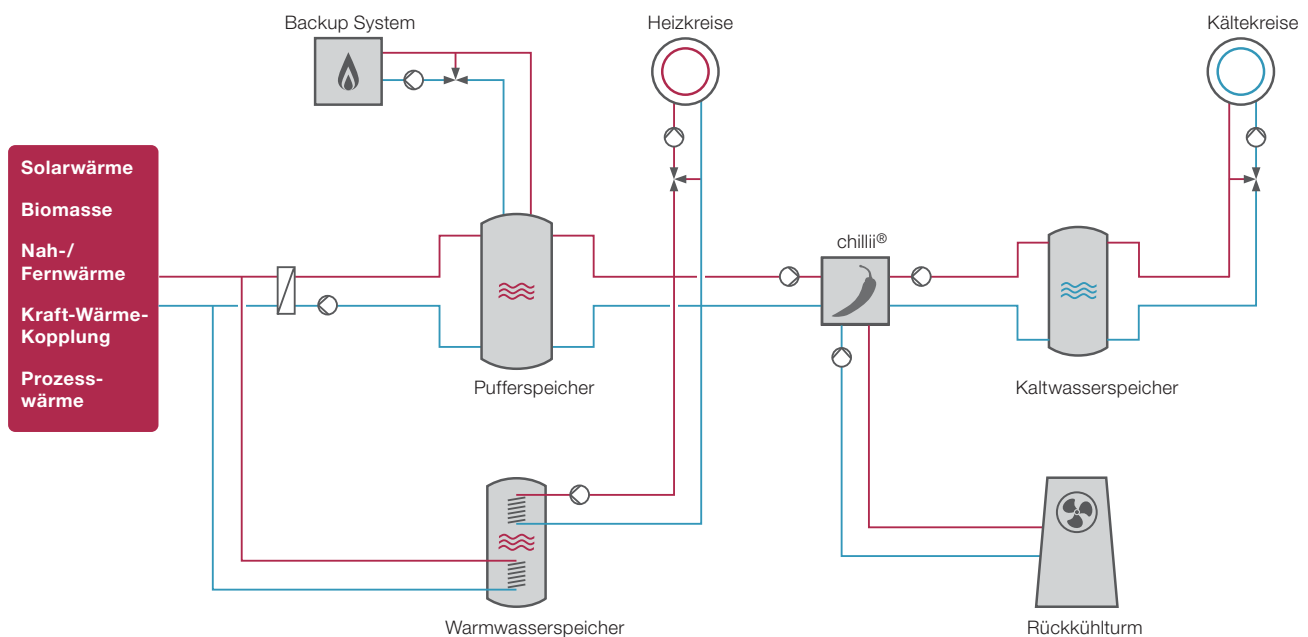 Backup System
Heizkreise
Kältekreise
Solarwärme
Biomasse
Nah-/
Fernwärme
Kraft-Wärme-
Kopplung
Prozess-
wärme
chillii®
Pufferspeicher
Kaltwasserspeicher
Warmwasserspeicher
Rückkühlturm